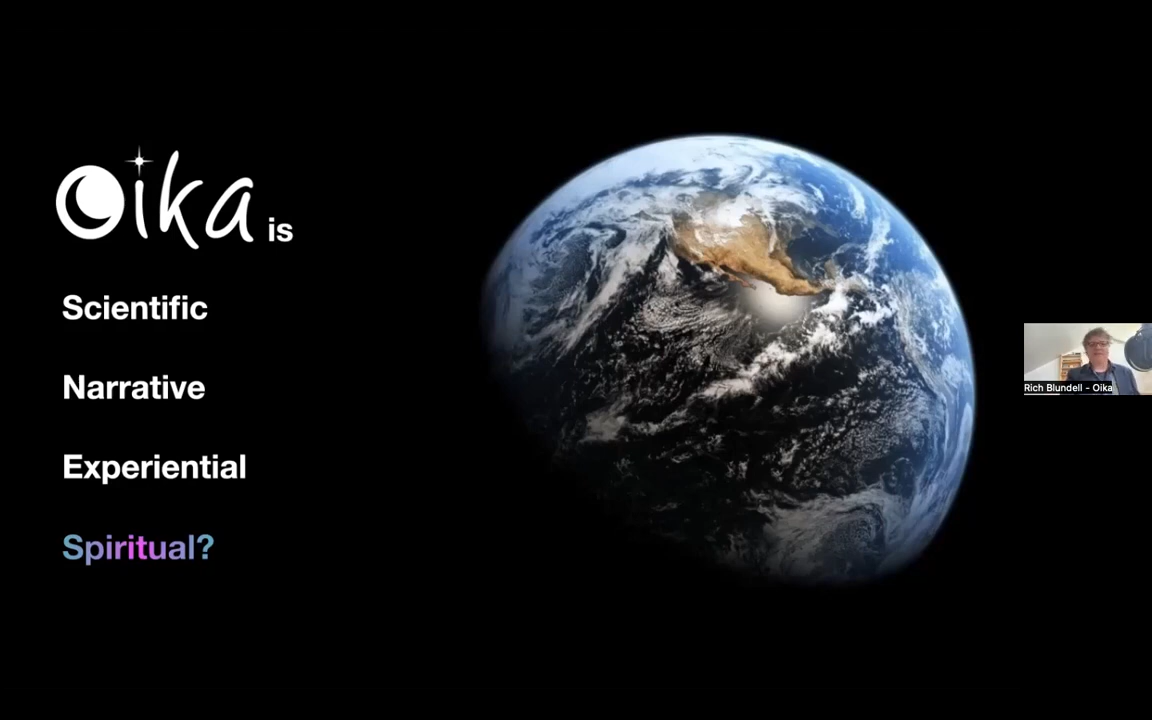 Oika is
Scientific
Narrative
Experiential
Spiritual?
Rich Blundell - Oika